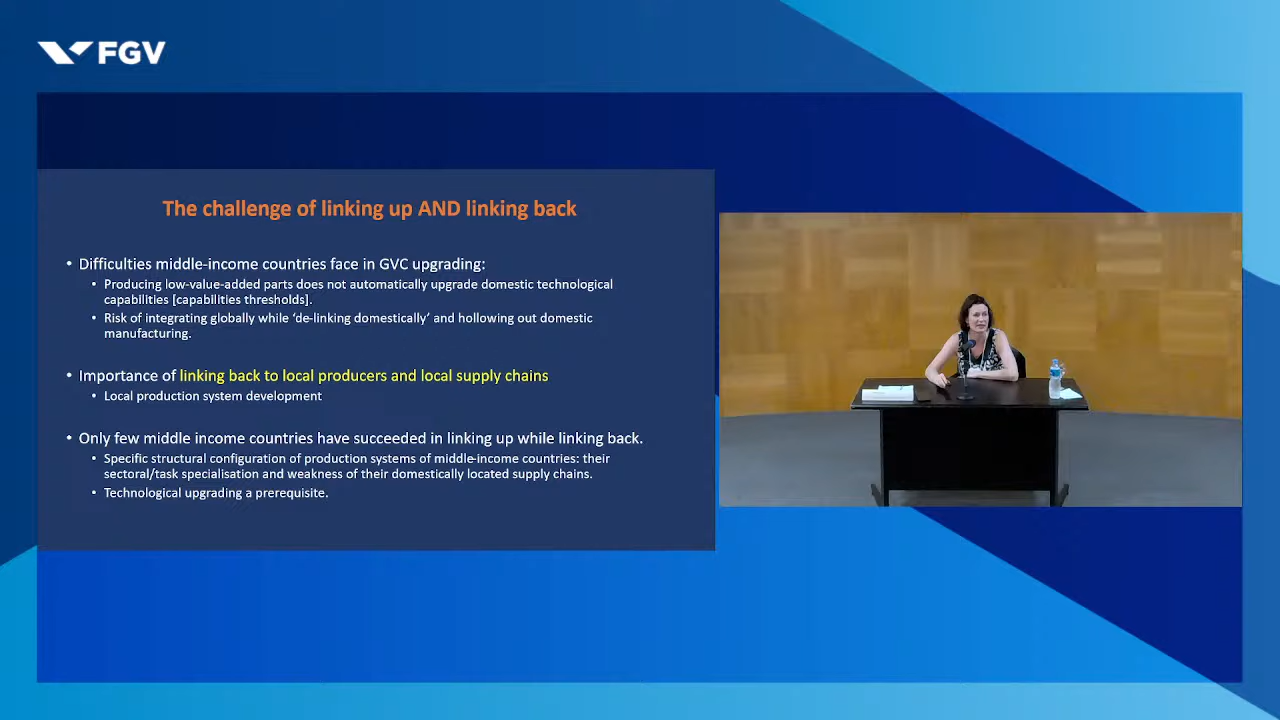 FGV
The challenge of linking up AND linking back
• Difficulties middle-income countries face in GVC upgrading:
• Producing low-value-added parts does not automatically upgrade domestic technological
capabilities [capabilities thresholds].
• Risk of integrating globally while ‘de-linking domestically’ and hollowing out domestic
manufacturing.
• Importance of linking back to local producers and local supply chains
• Local production system development
• Only few middle income countries have succeeded in linking up while linking back.
• Specific structural configuration of production systems of middle-income countries: their
sectoral/task specialisation and weakness of their domestically located supply chains.
• Technological upgrading a prerequisite.